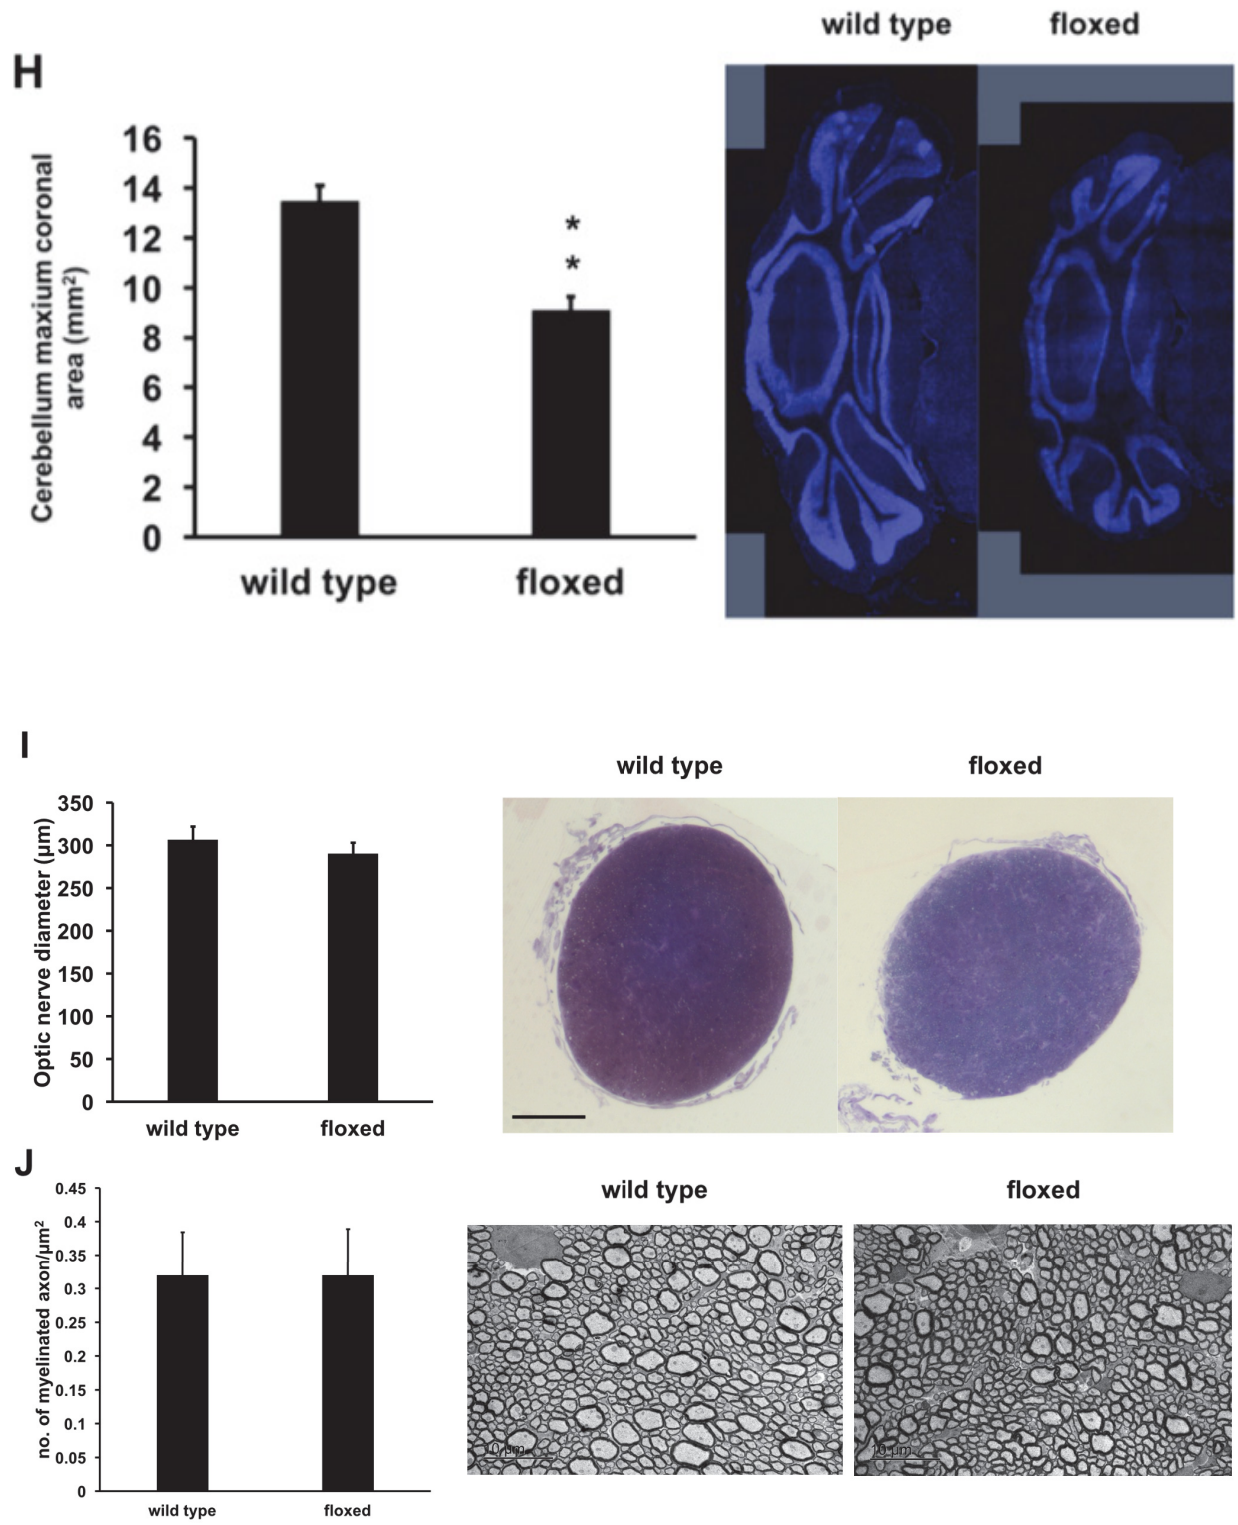 wild type floxed
H
16
14
12
10
8
6
4
2
0
Cerebellum maxium coronal
area (mm²)
*
*
wild type floxed
I
wild type floxed
350
300
250
200
150
100
50
0
Optic nerve diameter (µm)
wild type floxed
J
wild type floxed
0.45
0.4
0.35
0.3
0.25
0.2
0.15
0.1
0.05
0
no. of myelinated axon/µm²
wild type floxed
10 µm
10 µm